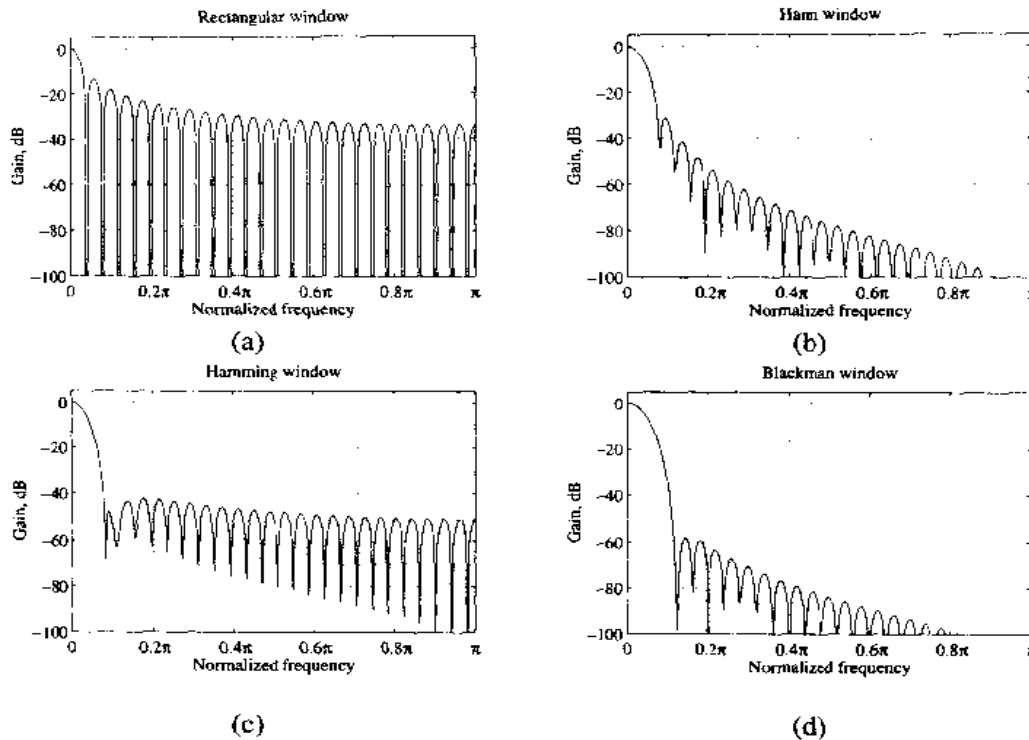 Rectangular window
0
−20
−40
−60
−80
−100
Gain, dB
0 0.2π 0.4π 0.6π 0.8π π
Normalized frequency
(a)
Hann window
0
−20
−40
−60
−80
−100
Gain, dB
0 0.2π 0.4π 0.6π 0.8π π
Normalized frequency
(b)
Hamming window
0
−20
−40
−60
−80
−100
Gain, dB
0 0.2π 0.4π 0.6π 0.8π π
Normalized frequency
(c)
Blackman window
0
−20
−40
−60
−80
−100
Gain, dB
0 0.2π 0.4π 0.6π 0.8π π
Normalized frequency
(d)